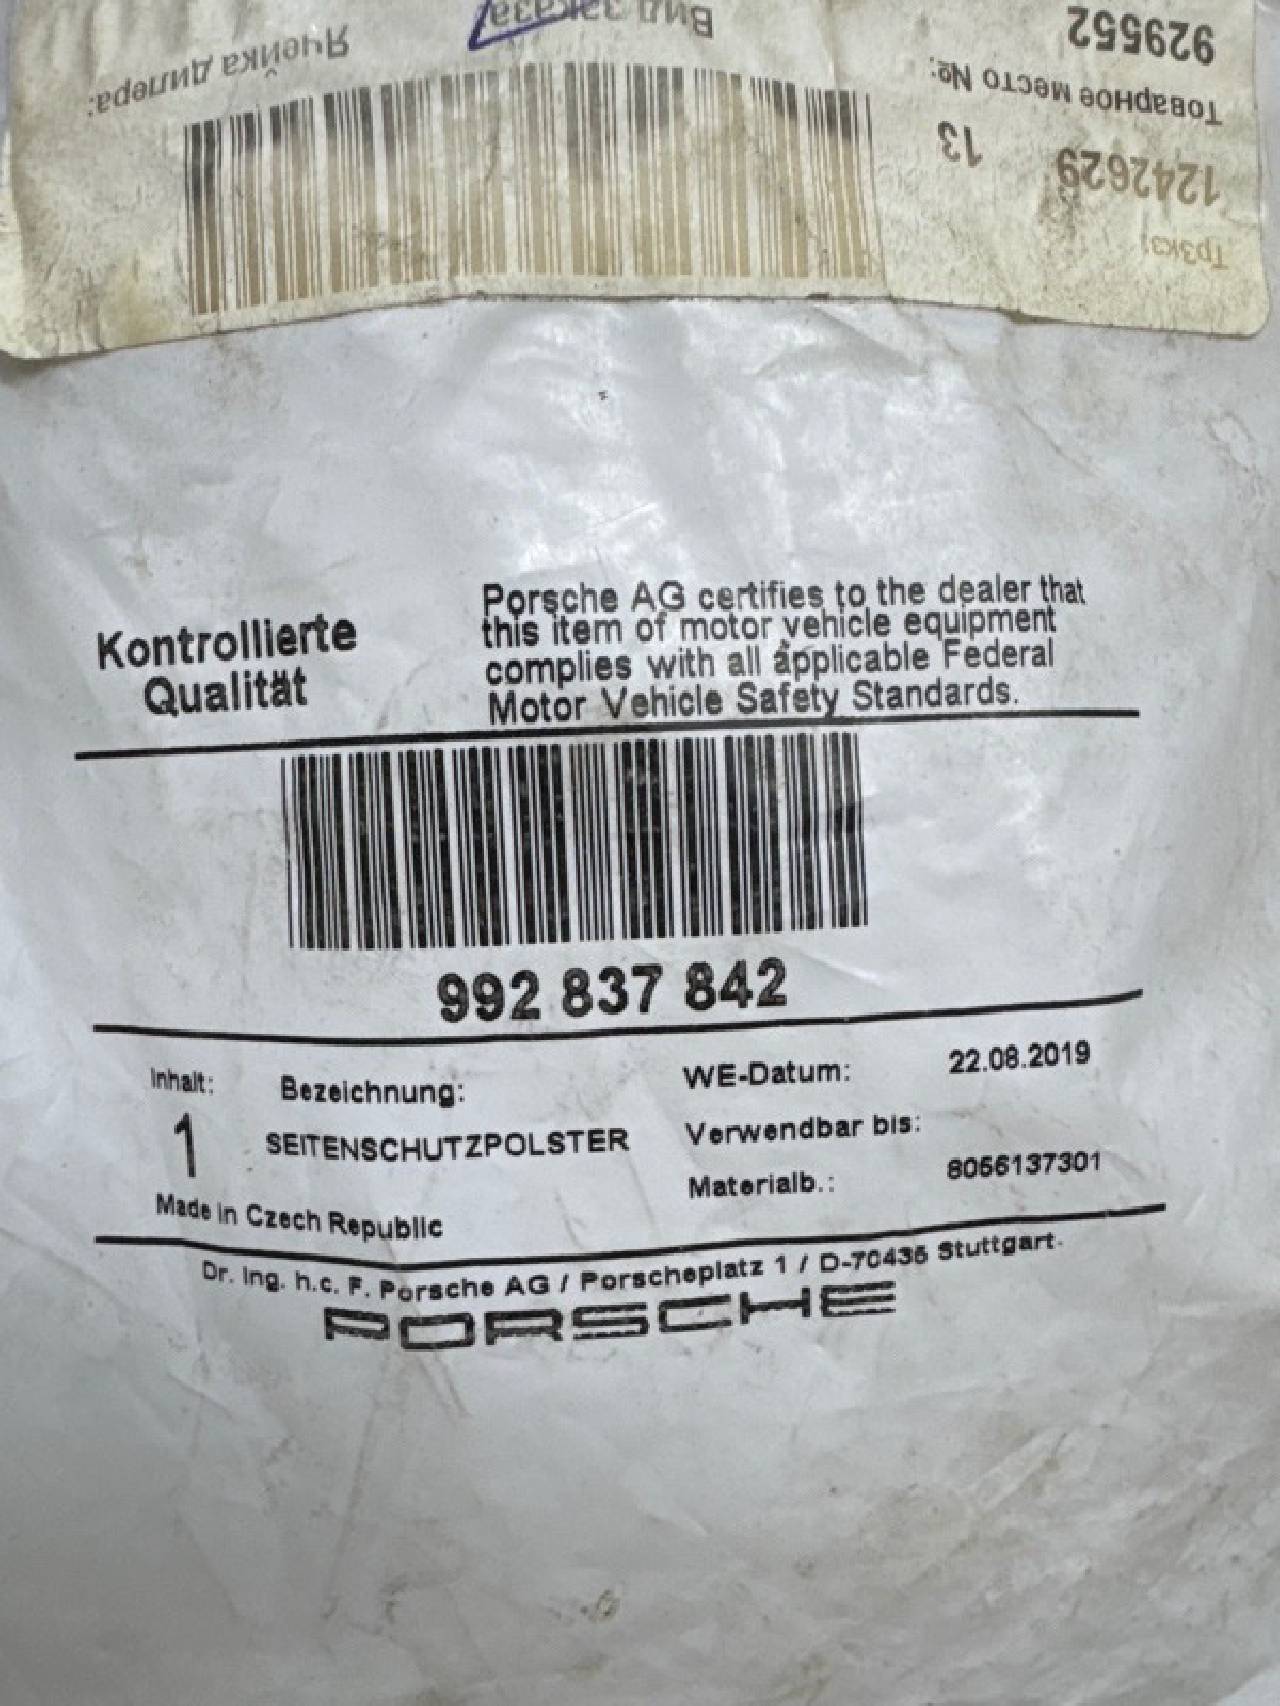 ТрЗкз:
1242629 13
Товарное место №:
929552
Вид заказа
Ячейка дилера:
Kontrollierte
Qualität
Porsche AG certifies to the dealer that
this item of motor vehicle equipment
complies with all applicable Federal
Motor Vehicle Safety Standards.
992 837 842
Inhalt: Bezeichnung: WE-Datum: 22.08.2019
1 SEITENSCHUTZPOLSTER Verwendbar bis:
Materialb.: 8056137301
Made in Czech Republic
Dr. Ing. h.c. F. Porsche AG / Porscheplatz 1 / D-70435 Stuttgart
PORSCHE